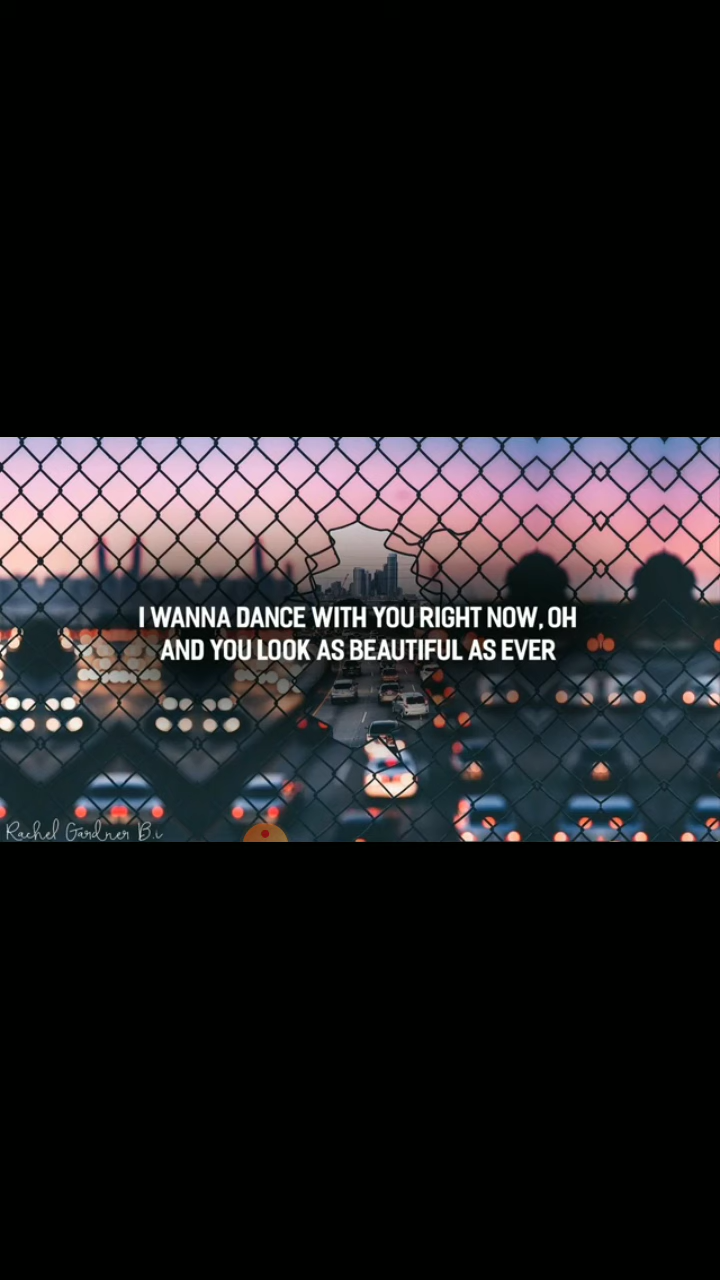 I WANNA DANCE WITH YOU RIGHT NOW, OH
AND YOU LOOK AS BEAUTIFUL AS EVER
Rachel Gardner B.v